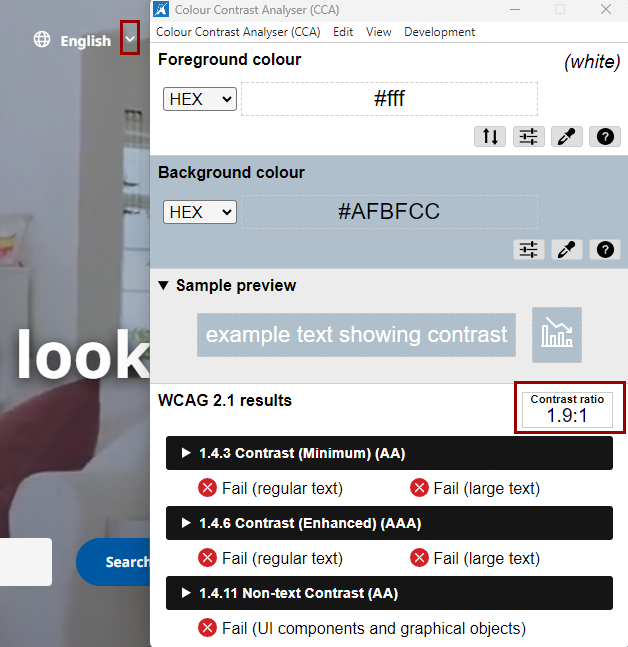 English
look
Search
Colour Contrast Analyser (CCA)
Colour Contrast Analyser (CCA) Edit View Development
Foreground colour
(white)
HEX
#fff
Background colour
HEX
#AFBFCC
Sample preview
example text showing contrast
WCAG 2.1 results
Contrast ratio
1.9:1
1.4.3 Contrast (Minimum) (AA)
Fail (regular text) Fail (large text)
1.4.6 Contrast (Enhanced) (AAA)
Fail (regular text) Fail (large text)
1.4.11 Non-text Contrast (AA)
Fail (UI components and graphical objects)